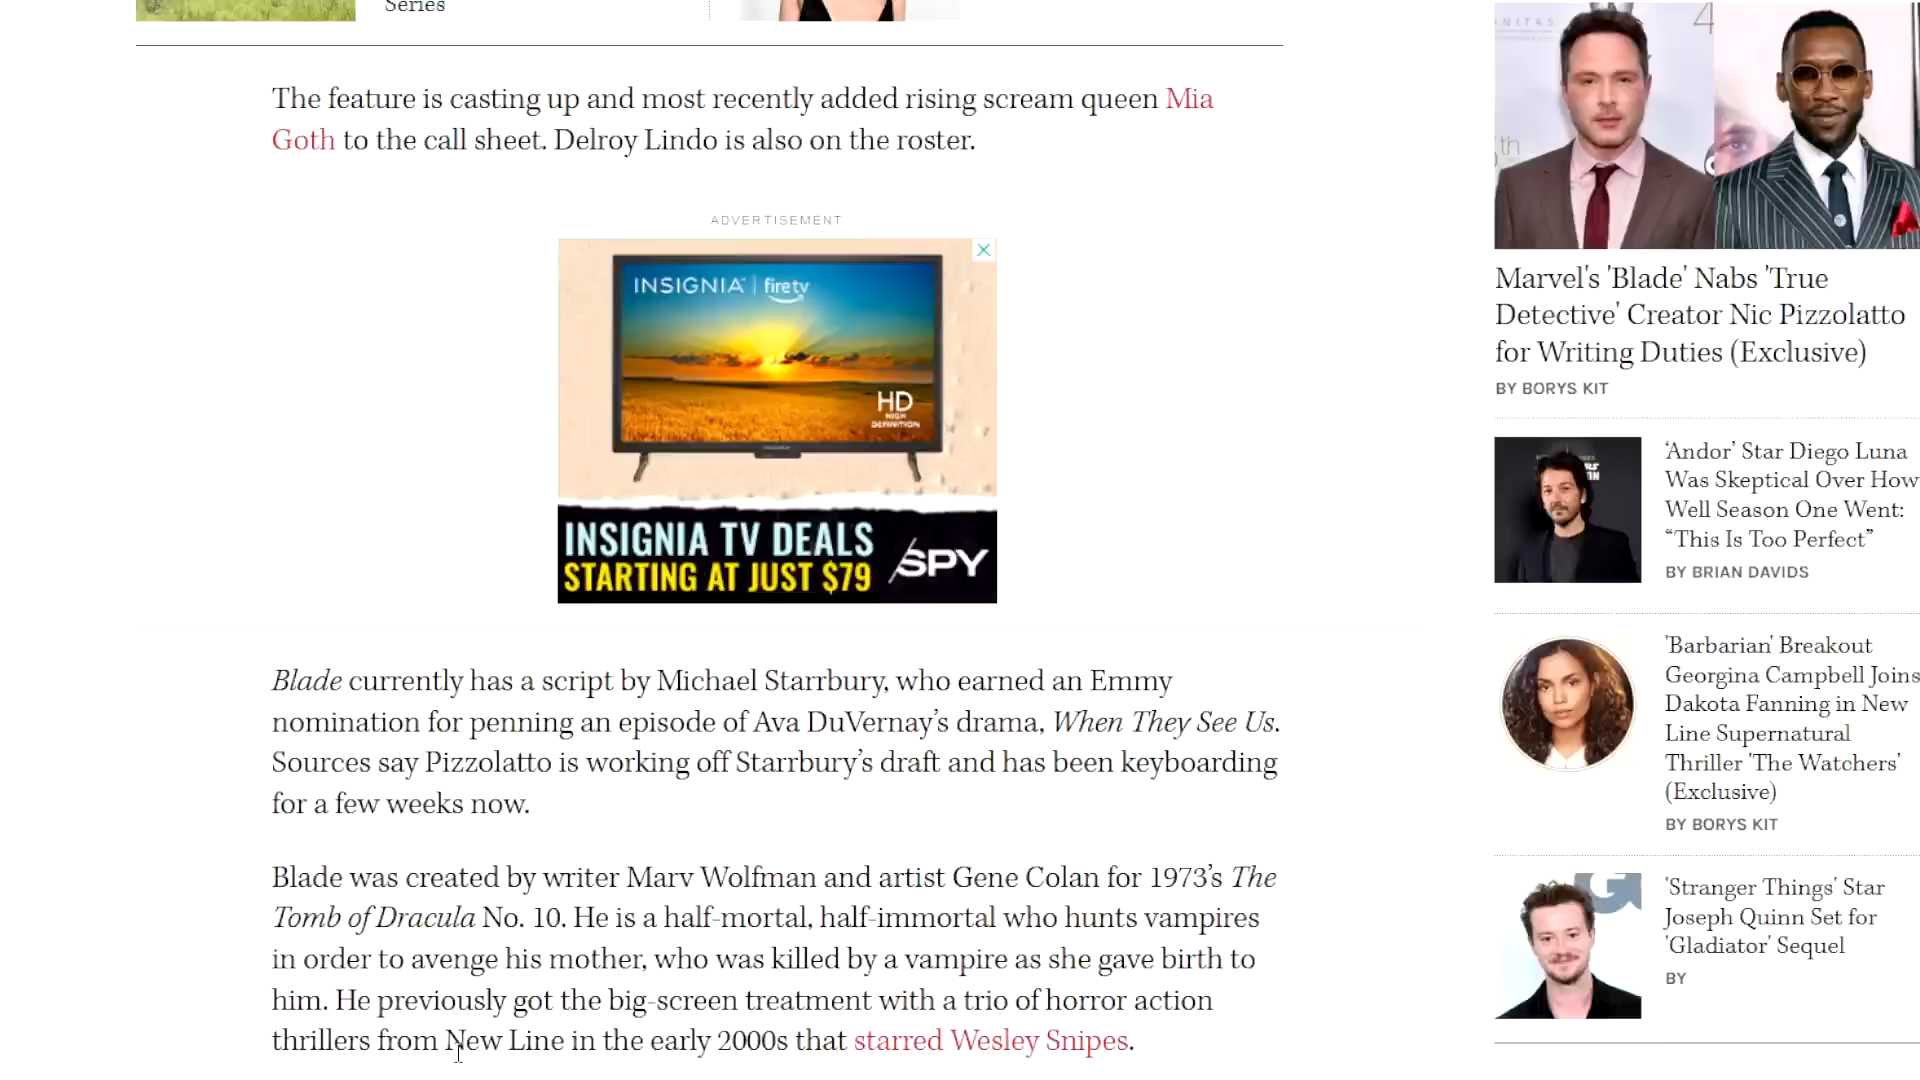 Series
The feature is casting up and most recently added rising scream queen Mia
Goth to the call sheet. Delroy Lindo is also on the roster.
ADVERTISEMENT
INSIGNIA | fire tv
HD
HIGH
DEFINITION
INSIGNIA TV DEALS
STARTING AT JUST $79
SPY
Blade currently has a script by Michael Starrbury, who earned an Emmy
nomination for penning an episode of Ava DuVernay’s drama, When They See Us.
Sources say Pizzolatto is working off Starrbury’s draft and has been keyboarding
for a few weeks now.
Blade was created by writer Marv Wolfman and artist Gene Colan for 1973’s The
Tomb of Dracula No. 10. He is a half-mortal, half-immortal who hunts vampires
in order to avenge his mother, who was killed by a vampire as she gave birth to
him. He previously got the big-screen treatment with a trio of horror action
thrillers from New Line in the early 2000s that starred Wesley Snipes.
Marvel's 'Blade' Nabs 'True
Detective' Creator Nic Pizzolatto
for Writing Duties (Exclusive)
BY BORYS KIT
‘Andor’ Star Diego Luna
Was Skeptical Over How
Well Season One Went:
“This Is Too Perfect”
BY BRIAN DAVIDS
'Barbarian' Breakout
Georgina Campbell Joins
Dakota Fanning in New
Line Supernatural
Thriller 'The Watchers'
(Exclusive)
BY BORYS KIT
'Stranger Things' Star
Joseph Quinn Set for
'Gladiator' Sequel
BY